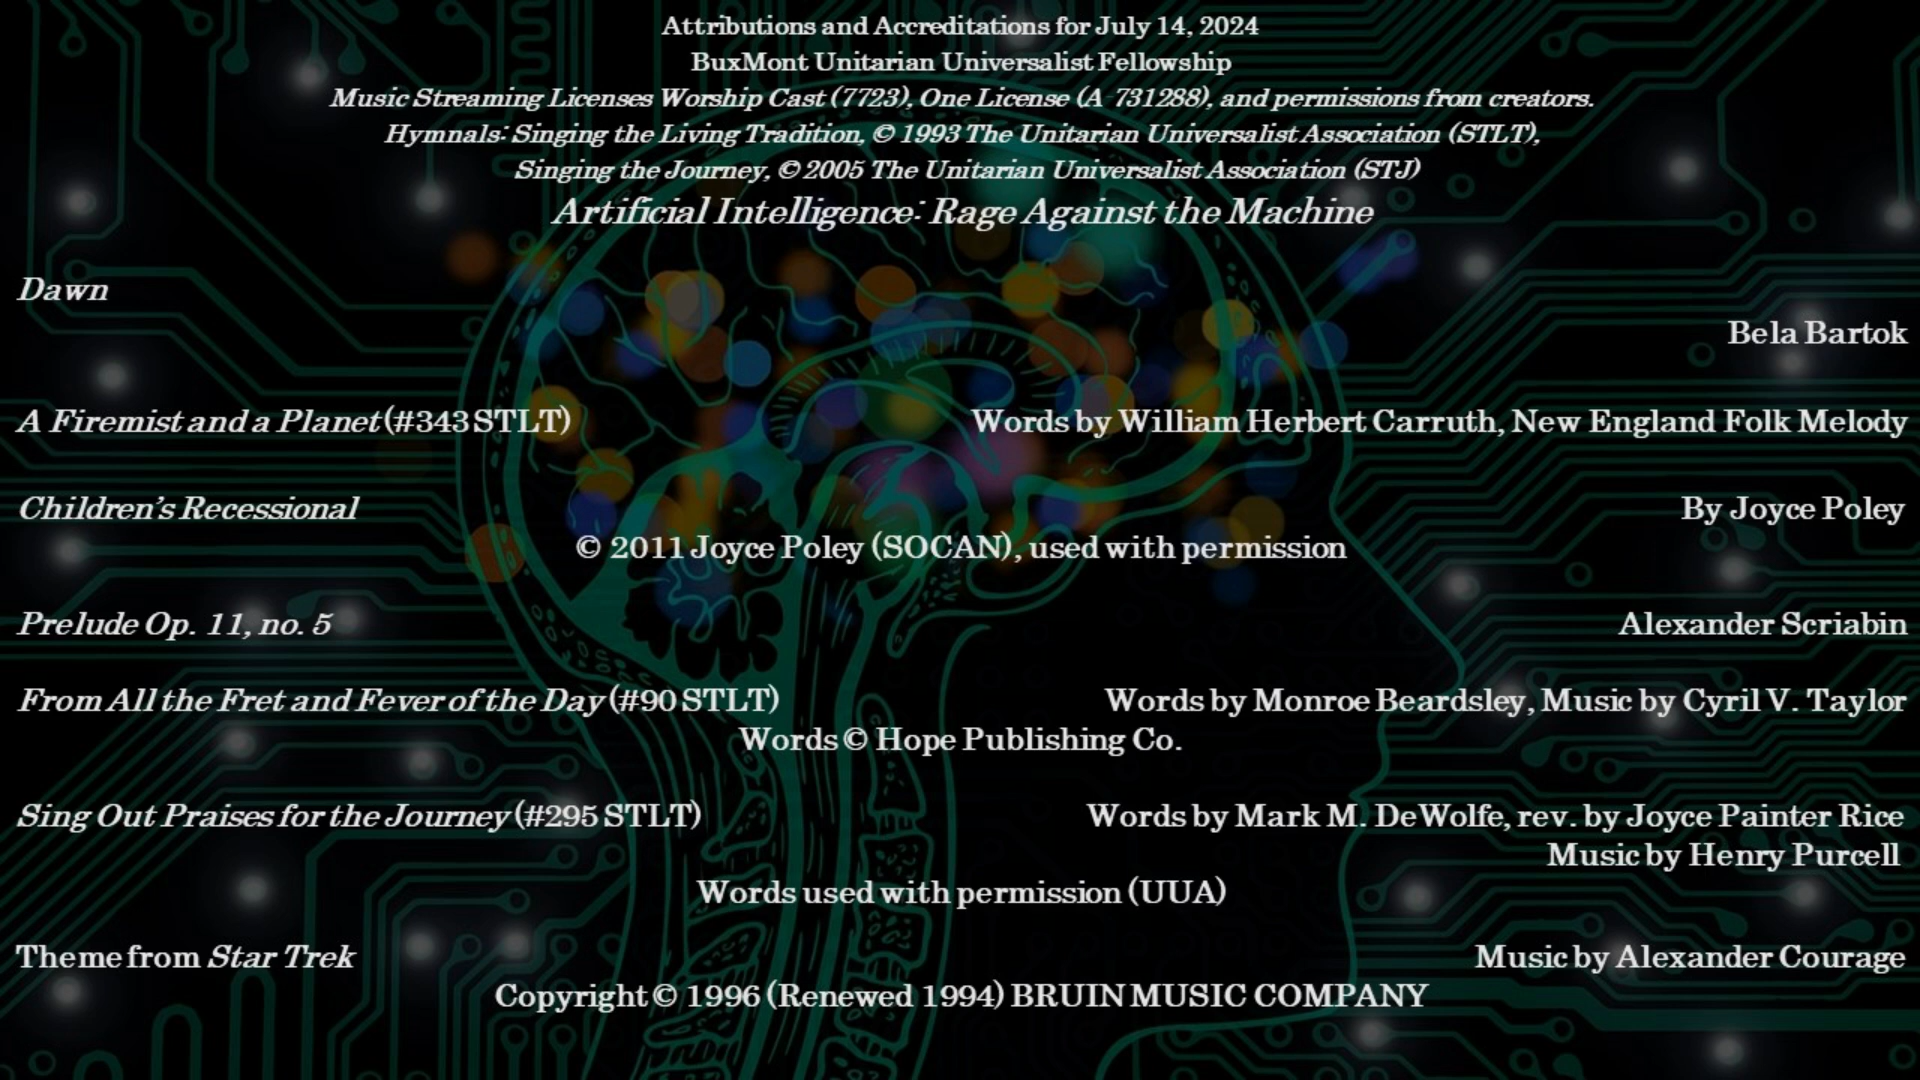 Attributions and Accreditations for July 14, 2024
BuxMont Unitarian Universalist Fellowship
Music Streaming Licenses Worship Cast (7723), One License (A-731288), and permissions from creators.
Hymnals: Singing the Living Tradition, © 1993 The Unitarian Universalist Association (STLT),
Singing the Journey, © 2005 The Unitarian Universalist Association (STJ)
Artificial Intelligence: Rage Against the Machine
Dawn
Bela Bartok
A Firemist and a Planet (#343 STLT) Words by William Herbert Carruth, New England Folk Melody
Children's Recessional By Joyce Poley
© 2011 Joyce Poley (SOCAN), used with permission
Prelude Op. 11, no. 5 Alexander Scriabin
From All the Fret and Fever of the Day (#90 STLT) Words by Monroe Beardsley, Music by Cyril V. Taylor
Words © Hope Publishing Co.
Sing Out Praises for the Journey (#295 STLT) Words by Mark M. DeWolfe, rev. by Joyce Painter Rice
Music by Henry Purcell
Words used with permission (UUA)
Theme from Star Trek Music by Alexander Courage
Copyright © 1996 (Renewed 1994) BRUIN MUSIC COMPANY